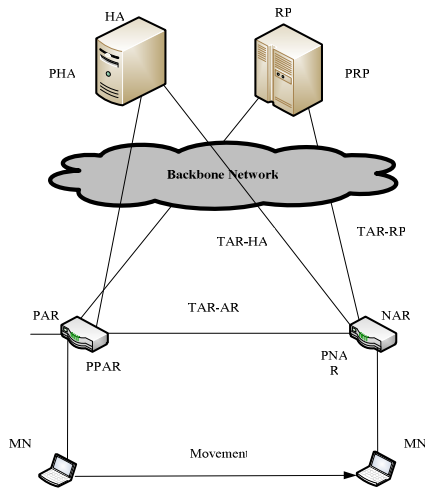 HA
RP
PHA
PRP
Backbone Network
TAR-HA
TAR-RP
PAR
TAR-AR
NAR
PPAR
PNA
R
MN
Movement
MN